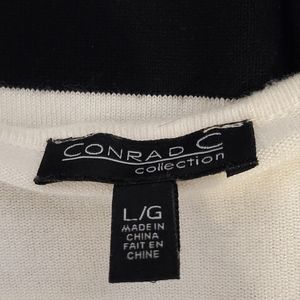 CONRAD C
collection
L/G
MADE IN
CHINA
FAIT EN
CHINE